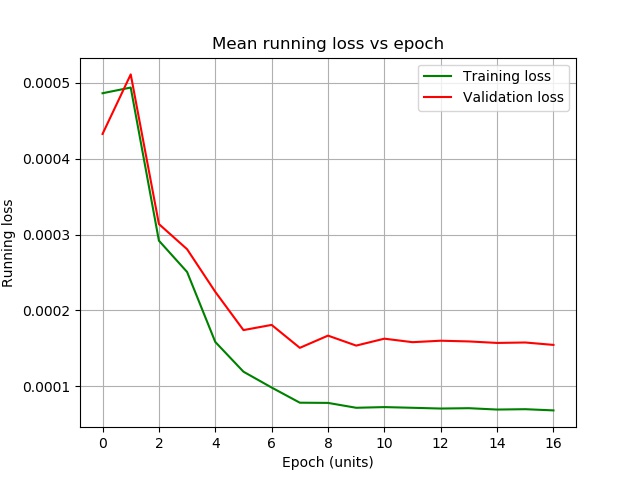 Mean running loss vs epoch
Training loss
Validation loss
0.0005
0.0004
0.0003
0.0002
0.0001
Running loss
0 2 4 6 8 10 12 14 16
Epoch (units)